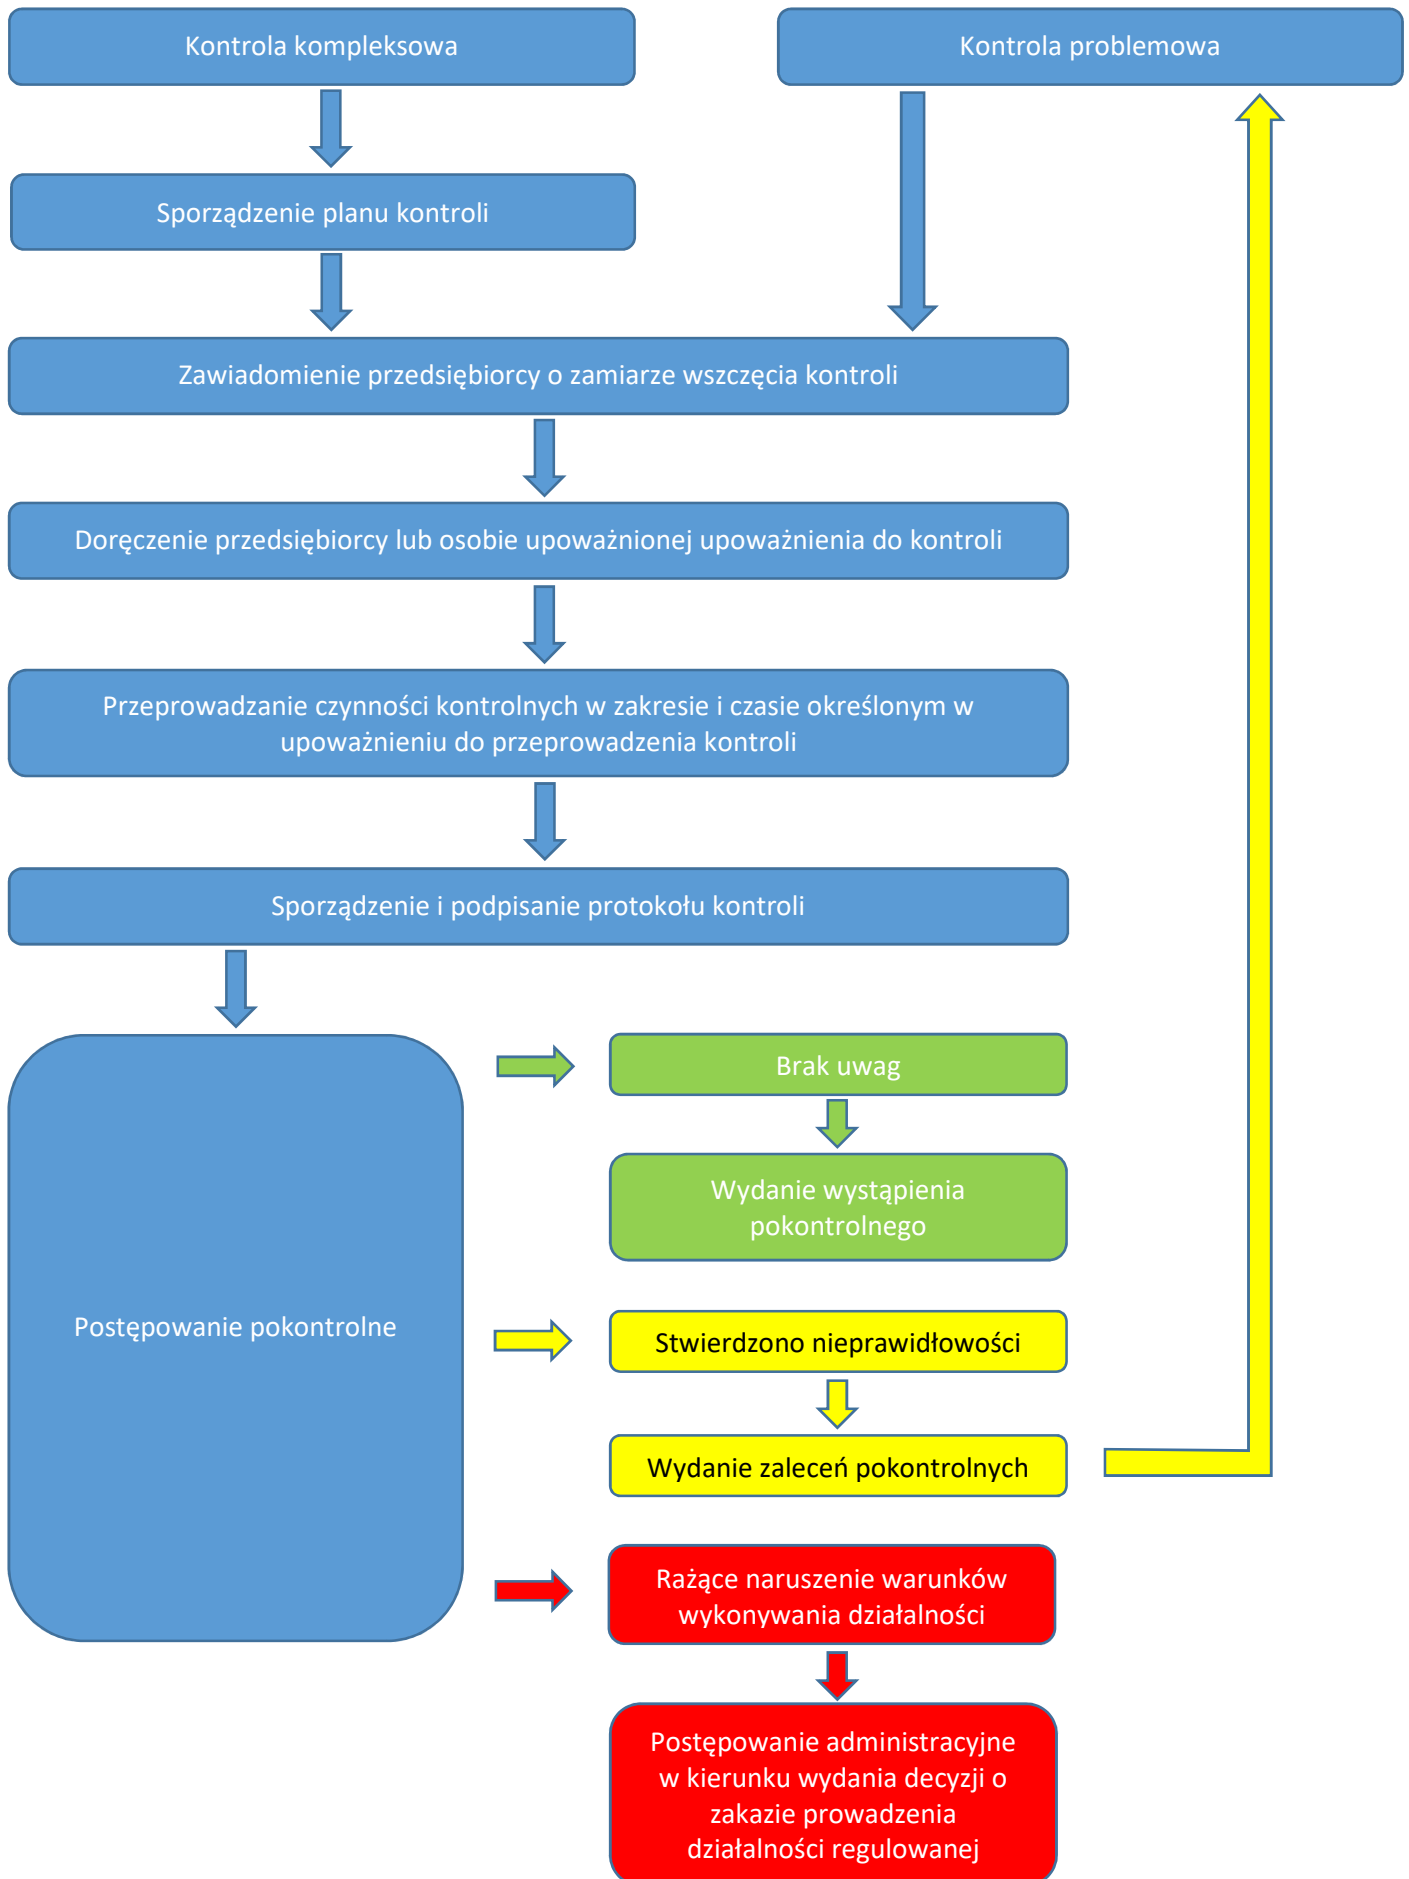 Kontrola kompleksowa
Kontrola problemowa
Sporządzenie planu kontroli
Zawiadomienie przedsiębiorcy o zamiarze wszczęcia kontroli
Doręczenie przedsiębiorcy lub osobie upoważnionej upoważnienia do kontroli
Przeprowadzanie czynności kontrolnych w zakresie i czasie określonym w
upoważnieniu do przeprowadzenia kontroli
Sporządzenie i podpisanie protokołu kontroli
Postępowanie pokontrolne
Brak uwag
Wydanie wystąpienia
pokontrolnego
Stwierdzono nieprawidłowości
Wydanie zaleceń pokontrolnych
Rażące naruszenie warunków
wykonywania działalności
Postępowanie administracyjne
w kierunku wydania decyzji o
zakazie prowadzenia
działalności regulowanej